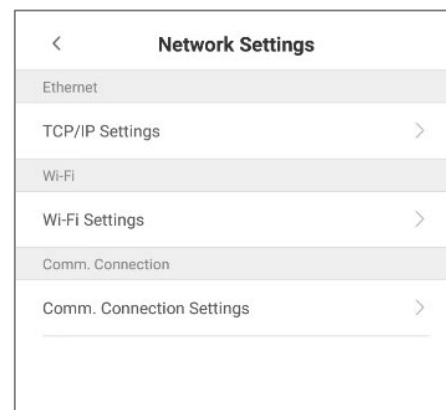 Network Settings
Ethernet
TCP/IP Settings
Wi-Fi
Wi-Fi Settings
Comm. Connection
Comm. Connection Settings